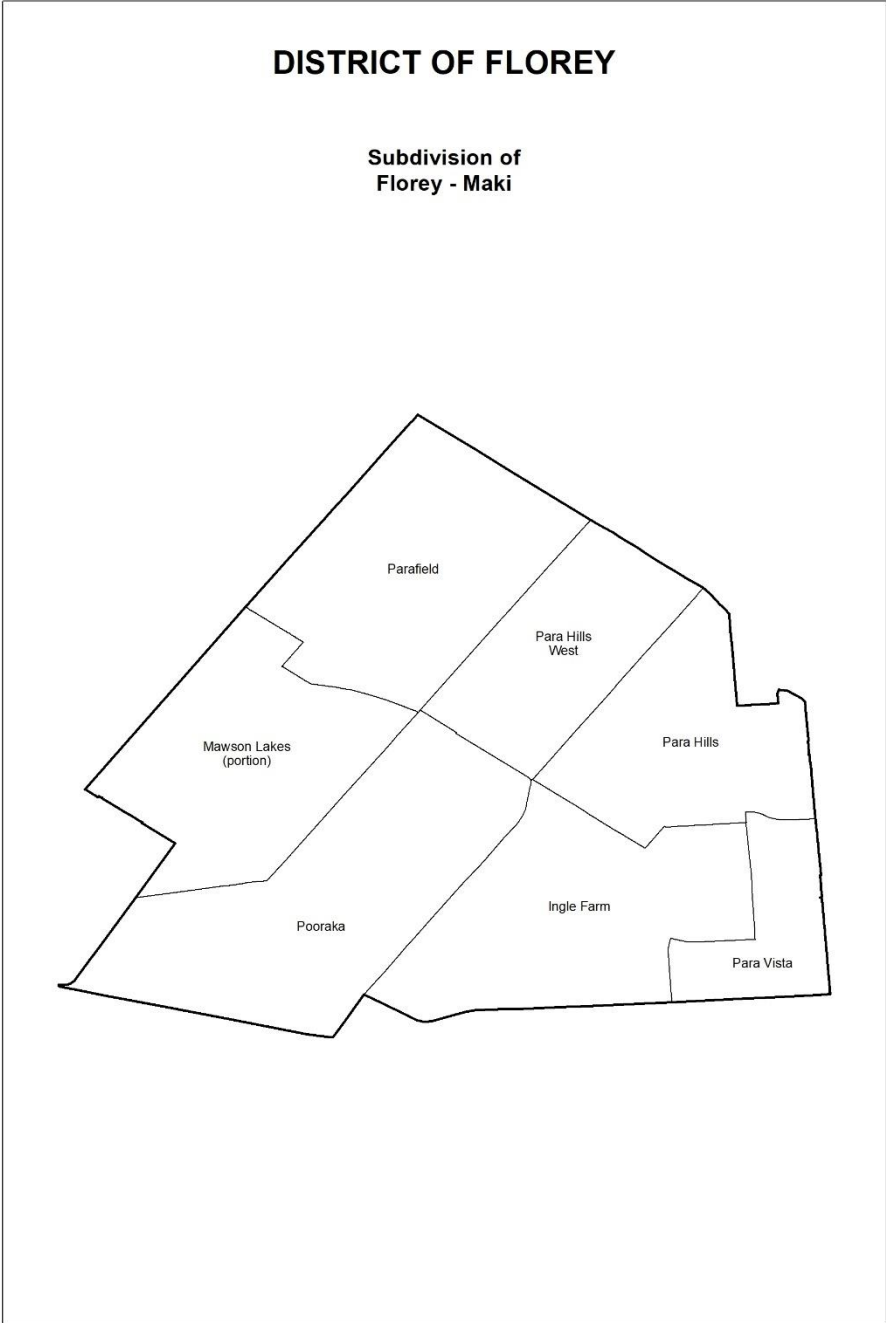 DISTRICT OF FLOREY
Subdivision of
Florey - Maki
Parafield
Para Hills
West
Para Hills
Mawson Lakes
(portion)
Ingle Farm
Pooraka
Para Vista